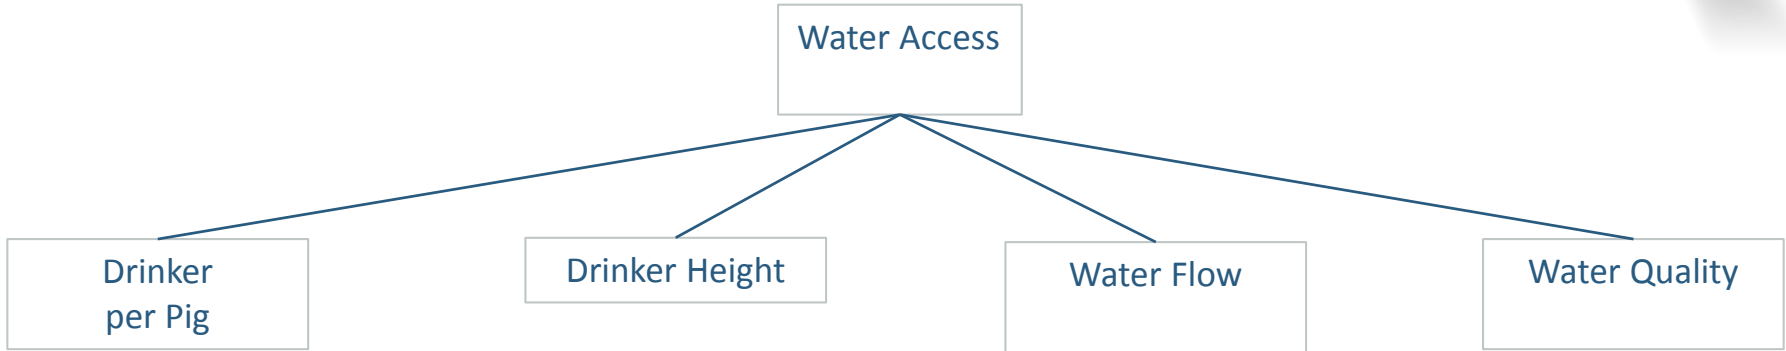 Water Access
Drinker
per Pig
Drinker Height
Water Flow
Water Quality